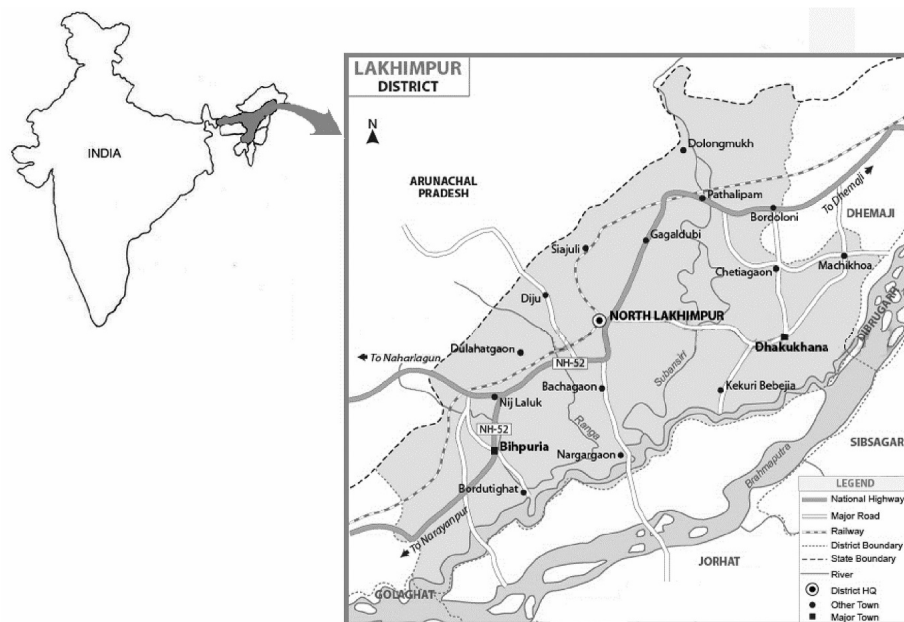 INDIA
LAKHIMPUR
DISTRICT
N
ARUNACHAL
PRADESH
Dolongmukh
Pathalipam
To Dhemaji
Bordoloni
DHEMAJI
Gagaldubi
Siajuli
Chetiagaon
Machikhoa
Diju
NORTH LAKHIMPUR
DIBRUGARH
Dhakukhana
Dulahatgaon
To Naharlagun
NH-52
Subansiri
Bachagaon
Kekuri Bebejia
Nij Laluk
Ranga
NH-52
Bihpuria
Nargargaon
SIBSAGAR
Brahmaputra
Bordutighat
To Narayanpur
JORHAT
GOLAGHAT
LEGEND
National Highway
Major Road
Railway
District Boundary
State Boundary
River
District HQ
Other Town
Major Town